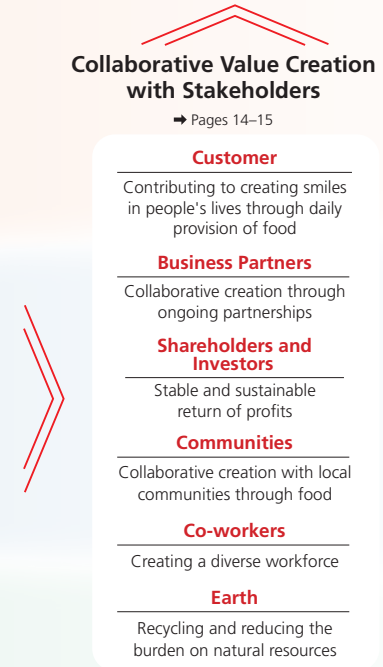 Collaborative Value Creation
with Stakeholders
➡ Pages 14–15
Customer
Contributing to creating smiles
in people's lives through daily
provision of food
Business Partners
Collaborative creation through
ongoing partnerships
Shareholders and
Investors
Stable and sustainable
return of profits
Communities
Collaborative creation with local
communities through food
Co-workers
Creating a diverse workforce
Earth
Recycling and reducing the
burden on natural resources